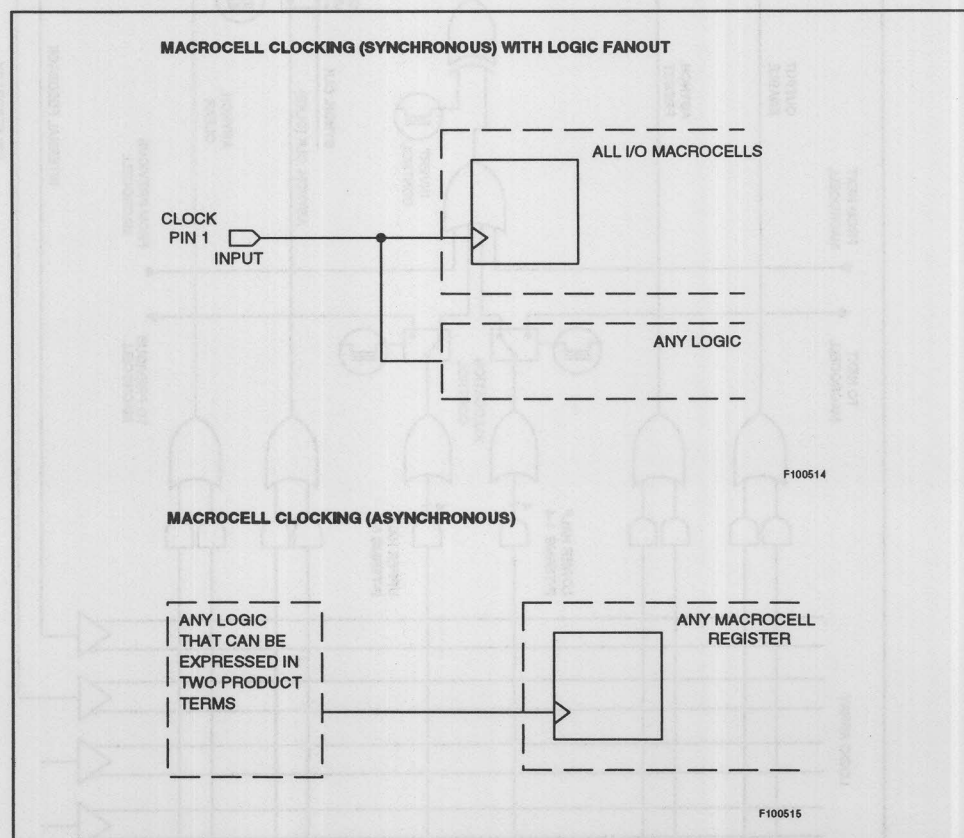 MACROCELL CLOCKING (SYNCHRONOUS) WITH LOGIC FANOUT
ALL I/O MACROCELLS
CLOCK
PIN 1
INPUT
ANY LOGIC
F100514
MACROCELL CLOCKING (ASYNCHRONOUS)
ANY LOGIC
THAT CAN BE
EXPRESSED IN
TWO PRODUCT
TERMS
ANY MACROCELL
REGISTER
F100515